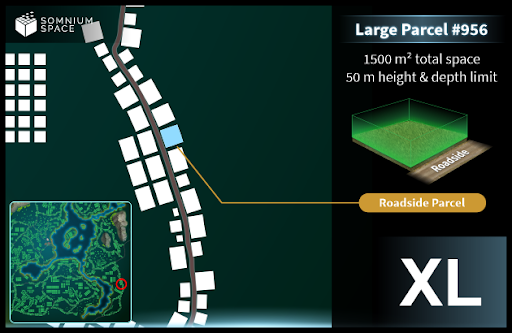 SOMNIUM
SPACE
Large Parcel #956
1500 m² total space
50 m height & depth limit
Roadside
Roadside Parcel
XL